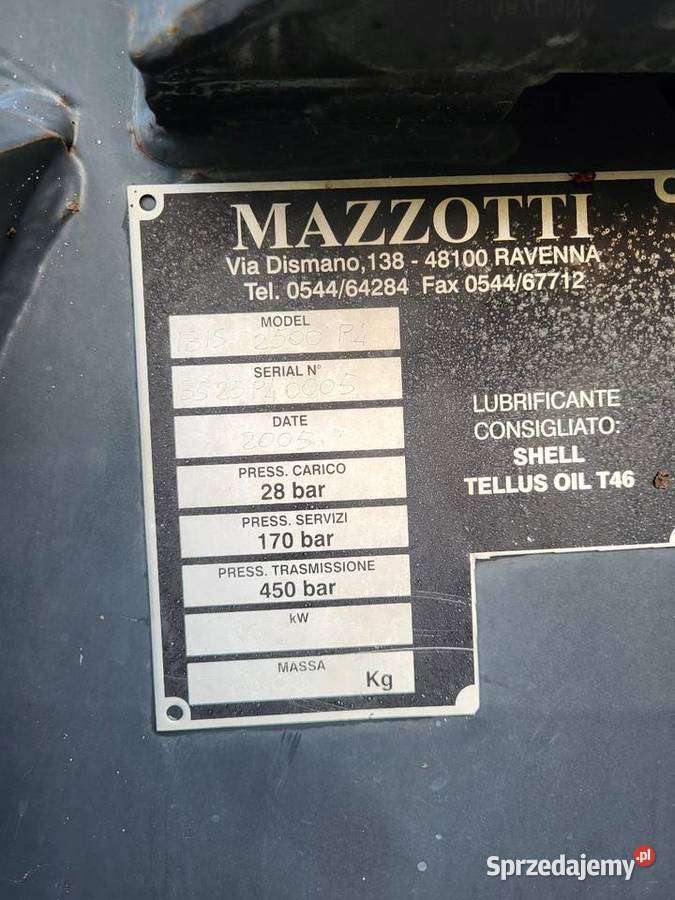 MAZZOTTI
Via Dismano,138 - 48100 RAVENNA
Tel. 0544/64284 Fax 0544/67712
MODEL
IBIS 2500 P4
SERIAL N°
BS25P40005
DATE
2005
PRESS. CARICO
28 bar
PRESS. SERVIZI
170 bar
PRESS. TRASMISSIONE
450 bar
kW
MASSA
Kg
LUBRIFICANTE
CONSIGLIATO:
SHELL
TELLUS OIL T46
Sprzedajemy.pl